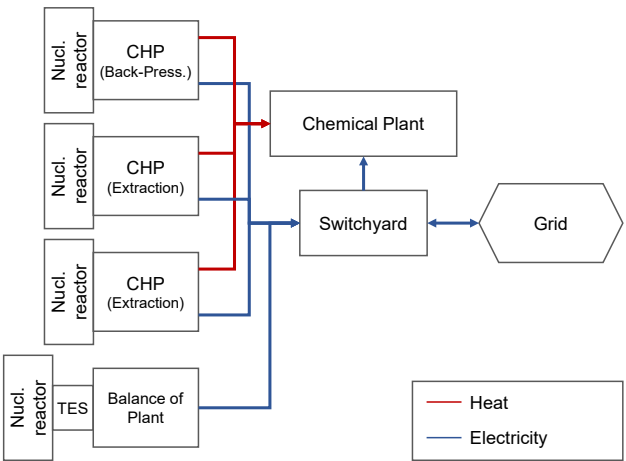 Nucl.
reactor
CHP
(Back-Press.)
Nucl.
reactor
CHP
(Extraction)
Nucl.
reactor
CHP
(Extraction)
Nucl.
reactor
TES
Balance of
Plant
Chemical Plant
Switchyard
Grid
Heat
Electricity